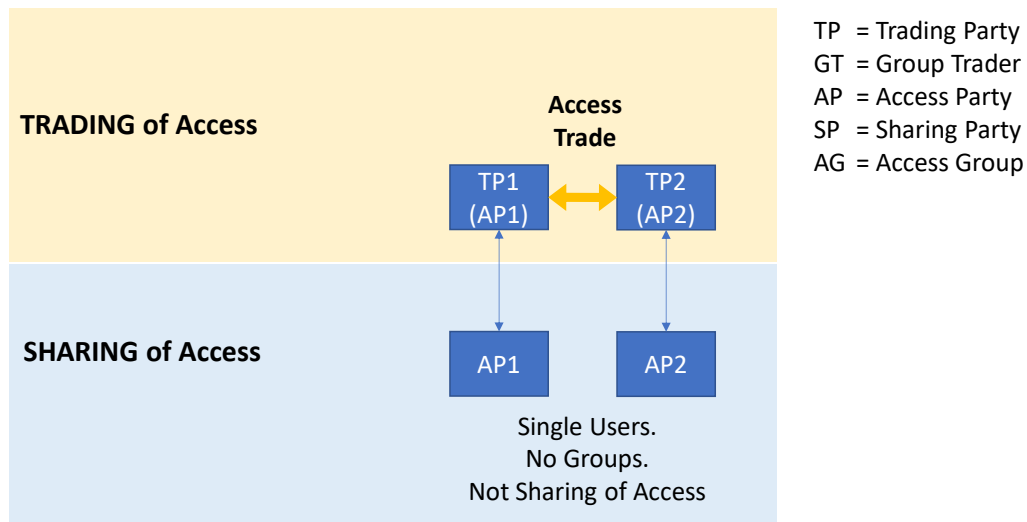 TRADING of Access
Access
Trade
TP1
(AP1)
TP2
(AP2)
SHARING of Access
AP1
AP2
Single Users.
No Groups.
Not Sharing of Access
TP = Trading Party
GT = Group Trader
AP = Access Party
SP = Sharing Party
AG = Access Group